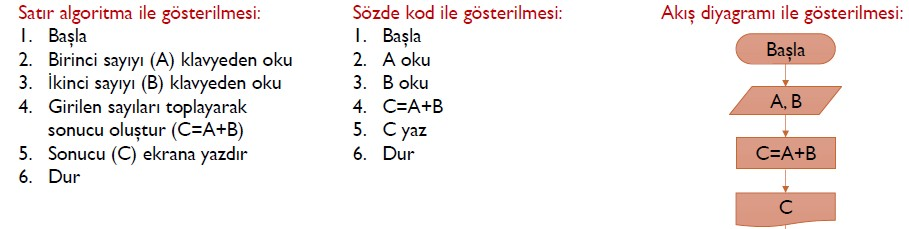 Satır algoritma ile gösterilmesi:
1. Başla
2. Birinci sayıyı (A) klavyeden oku
3. İkinci sayıyı (B) klavyeden oku
4. Girilen sayıları toplayarak
sonucu oluştur (C=A+B)
5. Sonucu (C) ekrana yazdır
6. Dur
Sözde kod ile gösterilmesi:
1. Başla
2. A oku
3. B oku
4. C=A+B
5. C yaz
6. Dur
Akış diyagramı ile gösterilmesi:
Başla
A, B
C=A+B
C